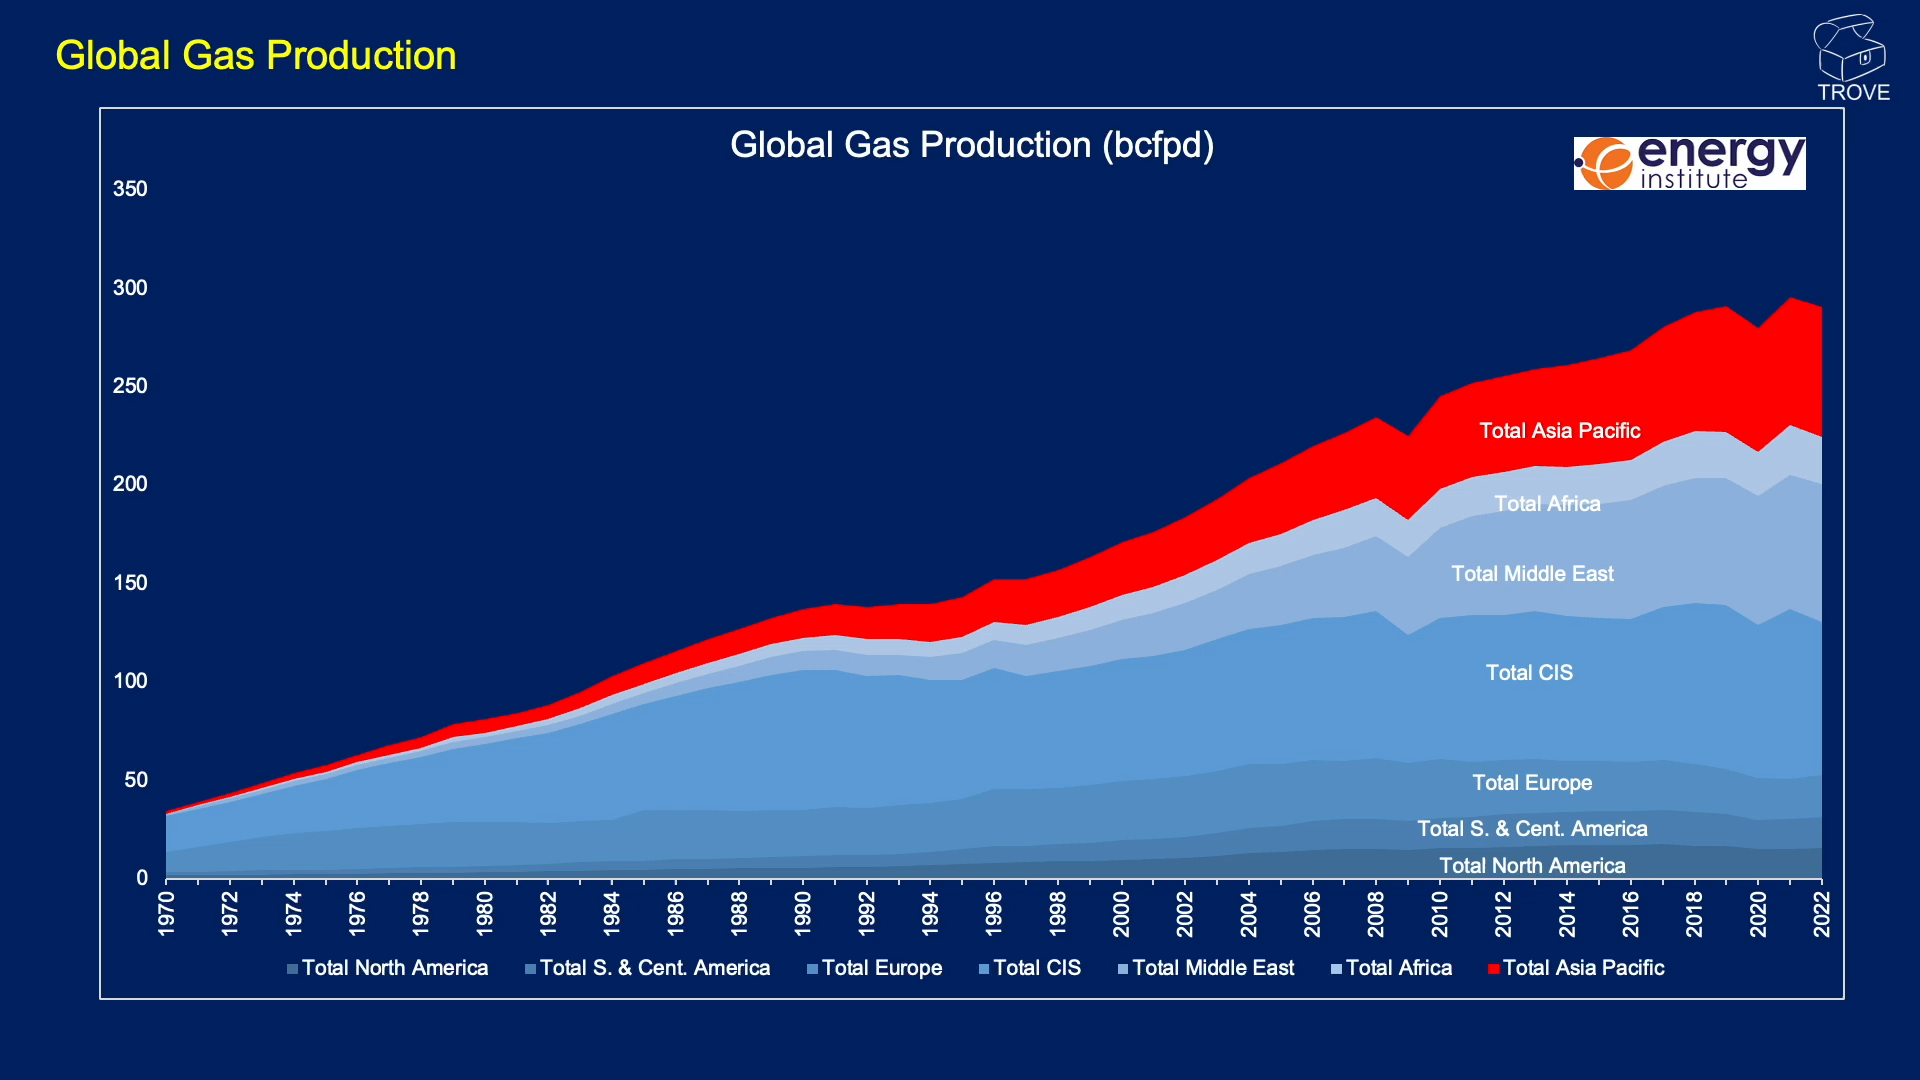 Global Gas Production
TROVE
Global Gas Production (bcfpd)
energy
institute
350
300
250
200
150
100
50
0
Total Asia Pacific
Total Africa
Total Middle East
Total CIS
Total Europe
Total S. & Cent. America
Total North America
1970 1972 1974 1976 1978 1980 1982 1984 1986 1988 1990 1992 1994 1996 1998 2000 2002 2004 2006 2008 2010 2012 2014 2016 2018 2020 2022
Total North America Total S. & Cent. America Total Europe Total CIS Total Middle East Total Africa Total Asia Pacific